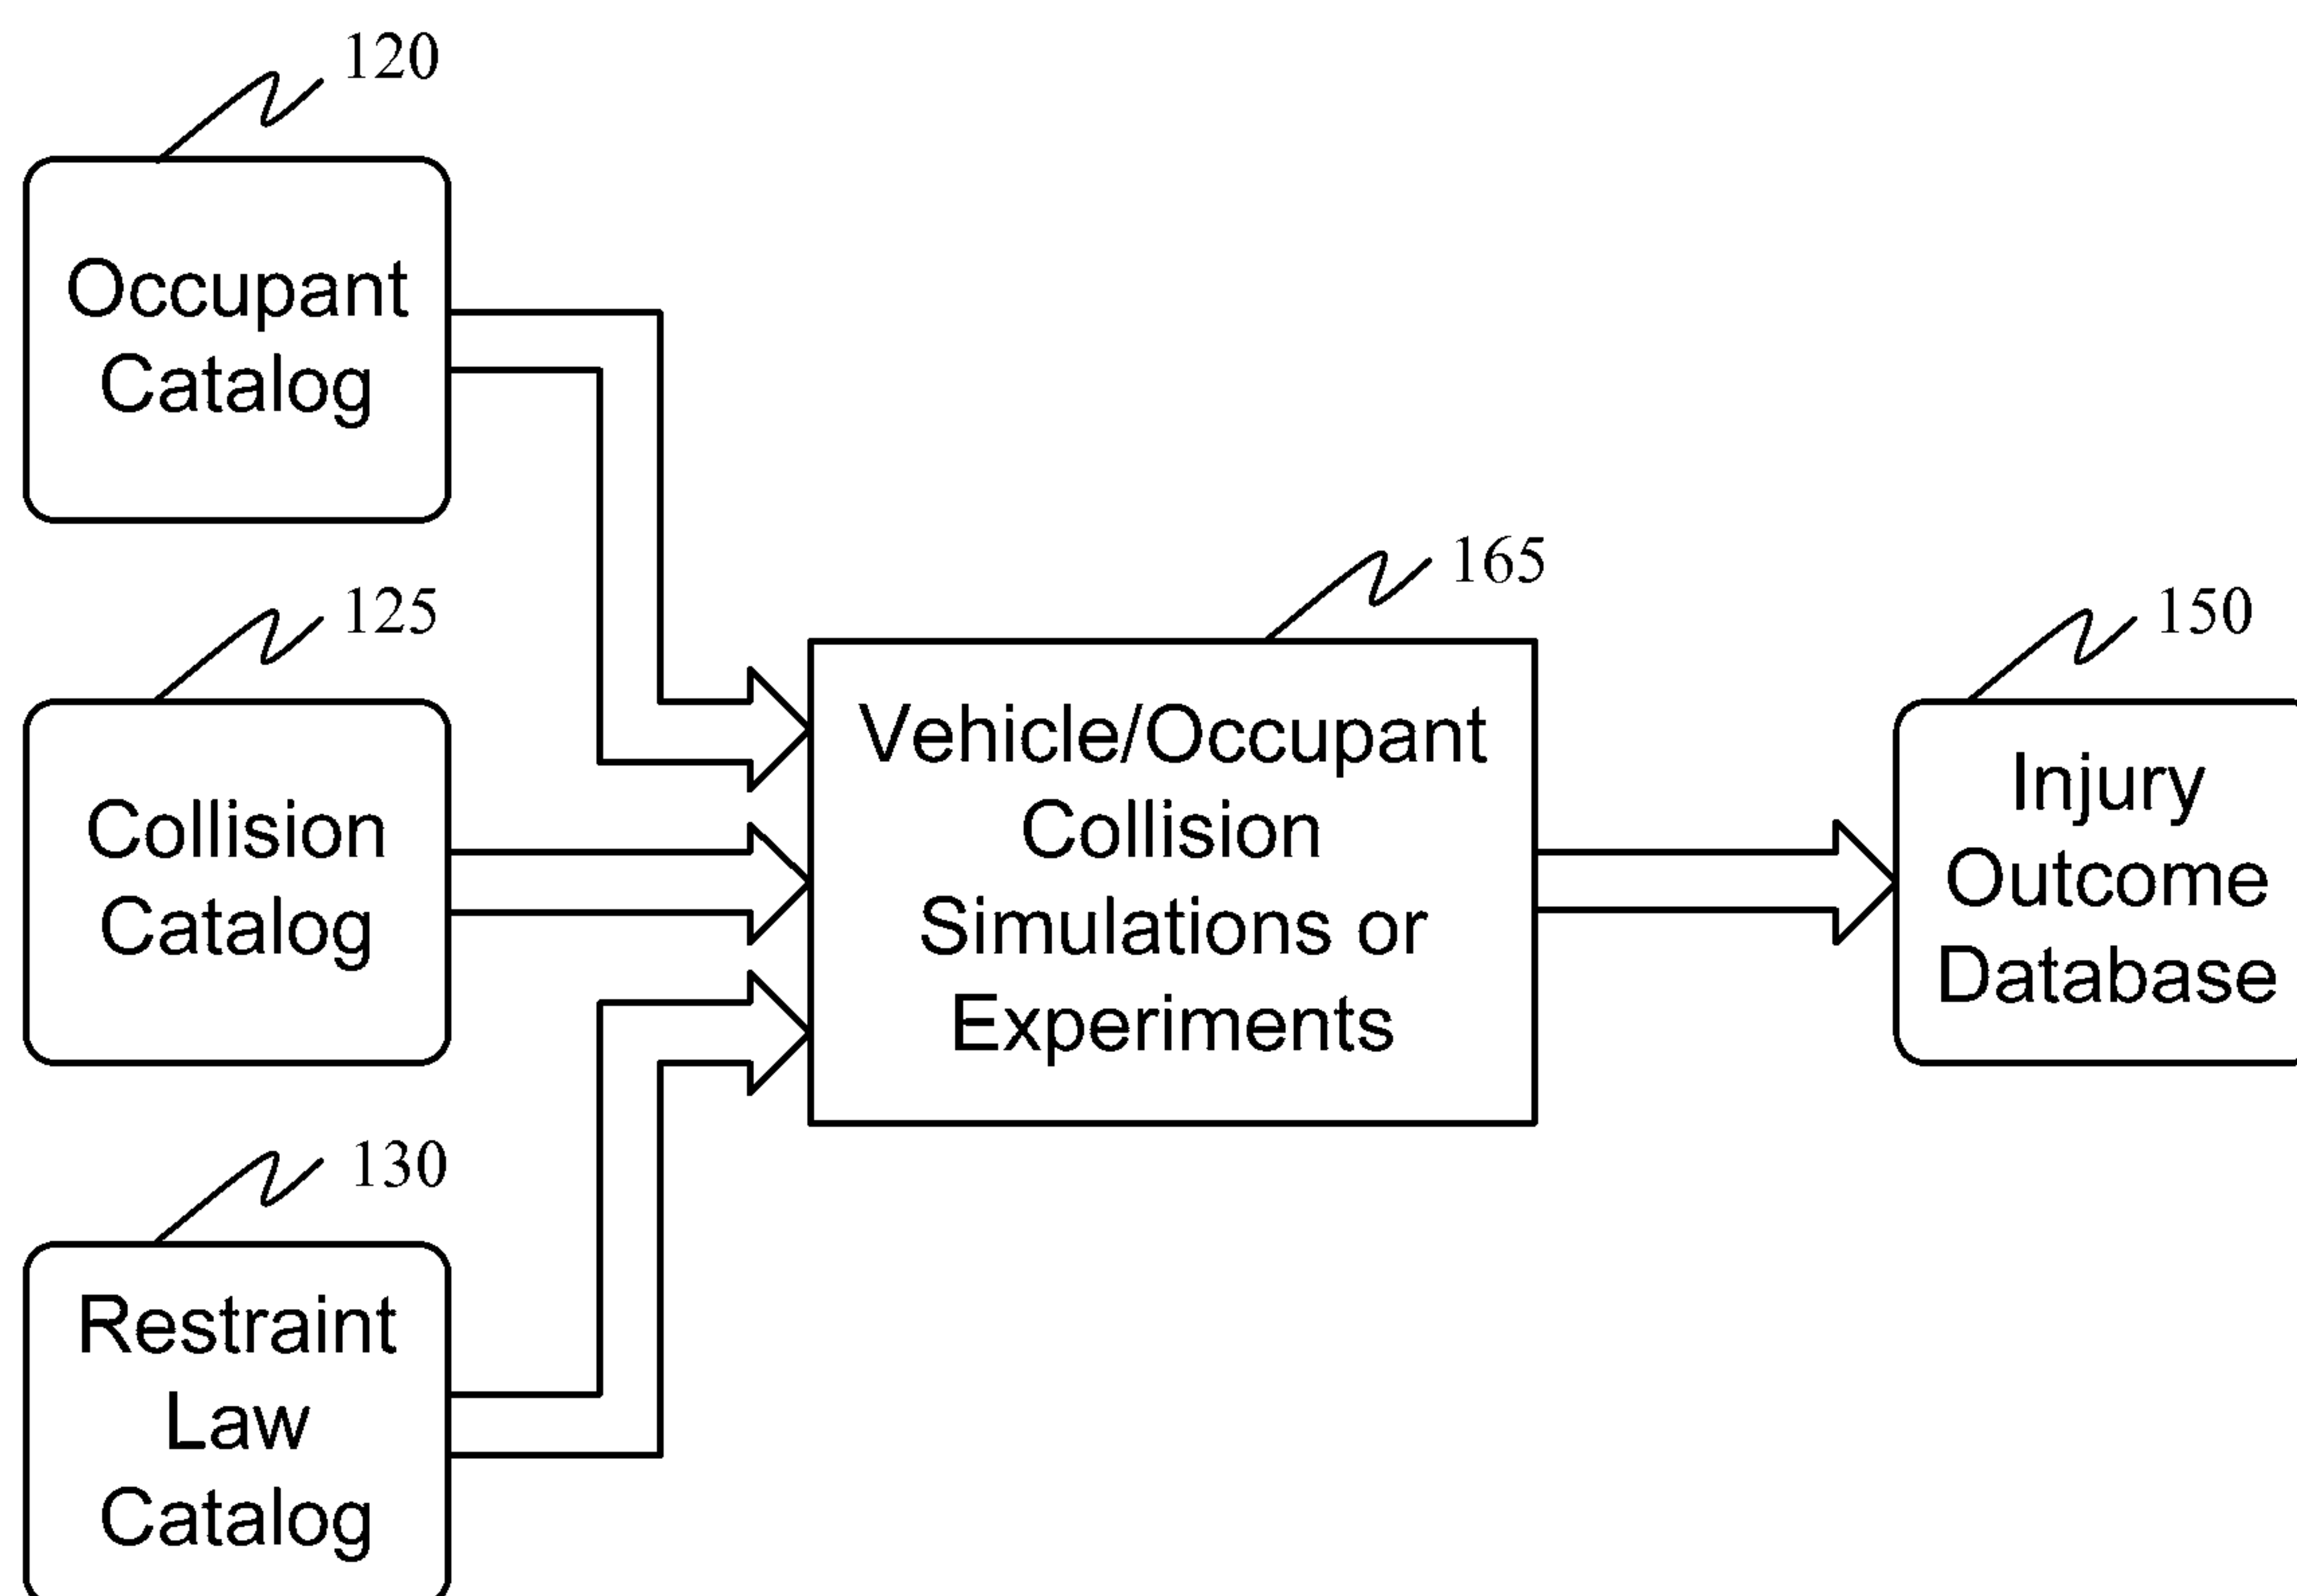 120
Occupant
Catalog
125
Collision
Catalog
130
Restraint
Law
Catalog
165
Vehicle/Occupant
Collision
Simulations or
Experiments
150
Injury
Outcome
Database